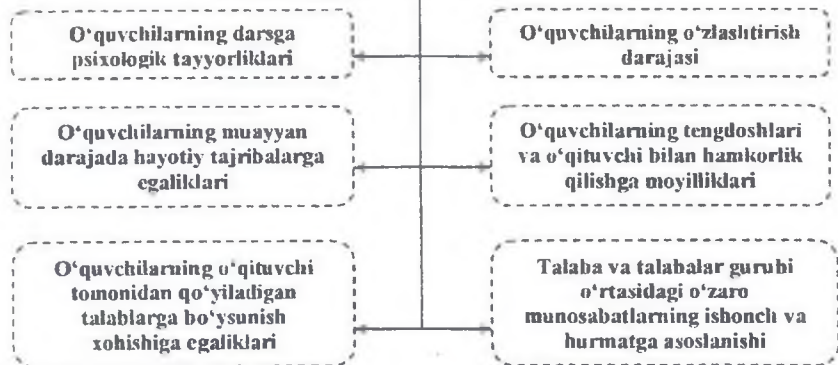 O‘quvchilarning darsga
psixologik tayyorliklari
O‘quvchilarning o‘zlashtirish
darajasi
O‘quvchilarning muayyan
darajada hayotiy tajribalarga
egaliklari
O‘quvchilarning tengdoshlari
va o‘qituvchi bilan hamkorlik
qilishga moyilliklari
O‘quvchilarning o‘qituvchi
tomonidan qo‘yiladigan
talablarga bo‘ysunish
xohishiga egaliklari
Talaba va talabalar gurubi
o‘rtasidagi o‘zaro
munosabatlarning ishonch va
hurmatga asoslanishi